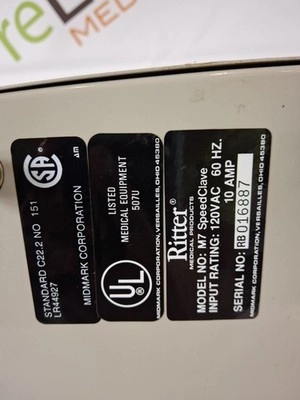 re
MED
STANDARD C22.2 NO 151
LR44927
MIDMARK CORPORATION
LISTED
MEDICAL EQUIPMENT
507U
UL
MIDMARK CORPORATION, VERSAILLES, OHIO 45380
Ritter
MEDICAL PRODUCTS
MODEL NO: M7 SpeedClave
INPUT RATING: 120VAC 60 HZ.
10 AMP
SERIAL NO: RB016887
MIDMARK CORPORATION, VERSAILLES, OHIO 45380